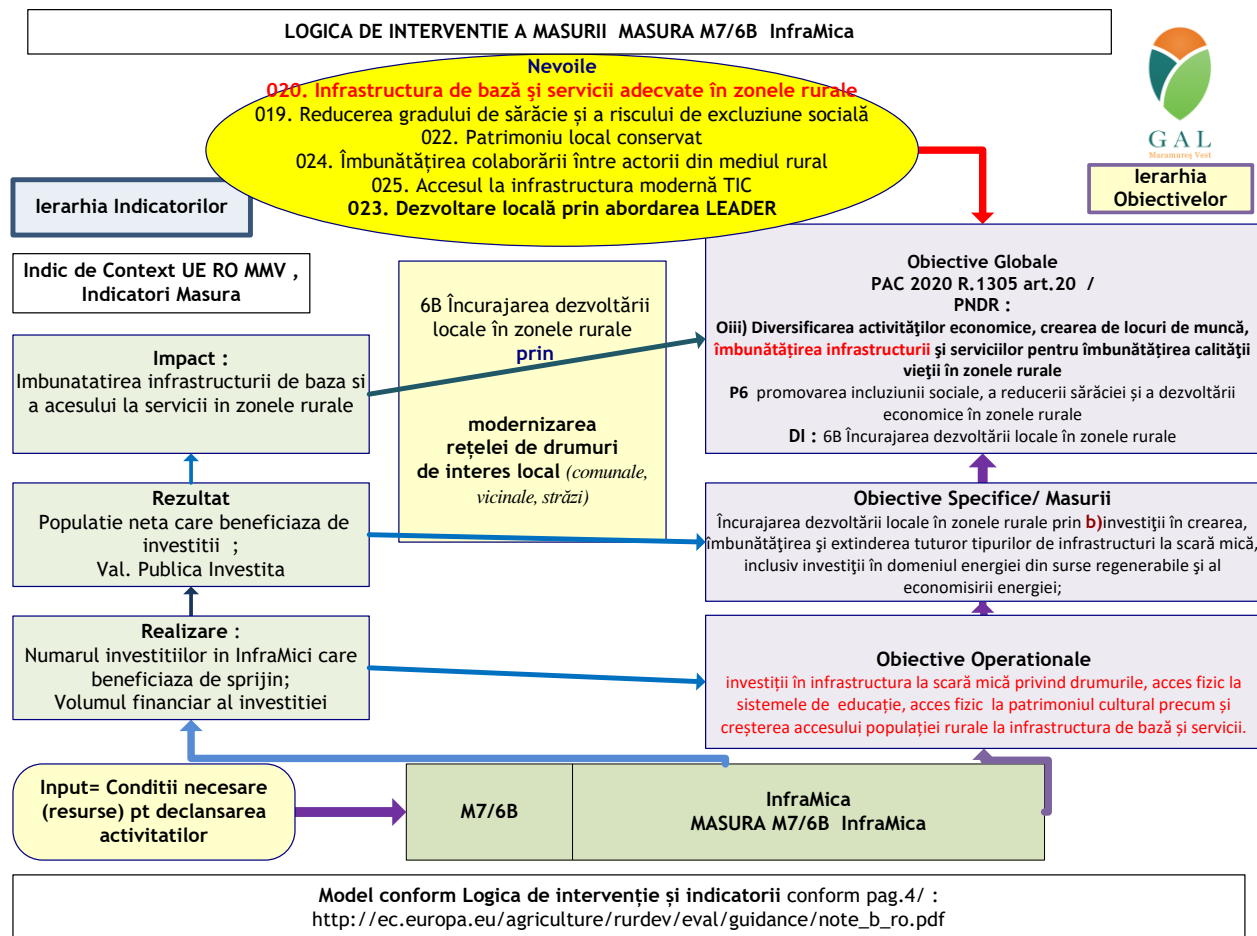 LOGICA DE INTERVENTIE A MASURII MASURA M7/6B InfraMica
Nevoile
020. Infrastructura de bază şi servicii adecvate în zonele rurale
019. Reducerea gradului de sărăcie și a riscului de excluziune socială
022. Patrimoniu local conservat
024. Îmbunătățirea colaborării între actorii din mediul rural
025. Accesul la infrastructura modernă TIC
023. Dezvoltare locală prin abordarea LEADER
GAL
Maramureș Vest
Ierarhia Indicatorilor
Ierarhia
Obiectivelor
Indic de Context UE RO MMV ,
Indicatori Masura
6B Încurajarea dezvoltării
locale în zonele rurale
prin
modernizarea
rețelei de drumuri
de interes local (comunale,
vicinale, străzi)
Obiective Globale
PAC 2020 R.1305 art.20 /
PNDR :
Oiii) Diversificarea activităţilor economice, crearea de locuri de muncă,
îmbunătăţirea infrastructurii şi serviciilor pentru îmbunătăţirea calităţii
vieţii în zonele rurale
P6 promovarea incluziunii sociale, a reducerii sărăciei și a dezvoltării
economice în zonele rurale
DI : 6B Încurajarea dezvoltării locale în zonele rurale
Impact :
Imbunatatirea infrastructurii de baza si
a acesului la servicii in zonele rurale
Rezultat
Populatie neta care beneficiaza de
investitii ;
Val. Publica Investita
Obiective Specifice/ Masurii
Încurajarea dezvoltării locale în zonele rurale prin b)investiţii în crearea,
îmbunătăţirea şi extinderea tuturor tipurilor de infrastructuri la scară mică,
inclusiv investiţii în domeniul energiei din surse regenerabile şi al
economisirii energiei;
Realizare :
Numarul investitiilor in InfraMici care
beneficiaza de sprijin;
Volumul financiar al investitiei
Obiective Operationale
investiții în infrastructura la scară mică privind drumurile, acces fizic la
sistemele de educație, acces fizic la patrimoniul cultural precum și
creșterea accesului populației rurale la infrastructura de bază și servicii.
Input= Conditii necesare
(resurse) pt declansarea
activitatilor
M7/6B
InfraMica
MASURA M7/6B InfraMica
Model conform Logica de intervenție și indicatorii conform pag.4/ :
http://ec.europa.eu/agriculture/rurdev/eval/guidance/note_b_ro.pdf